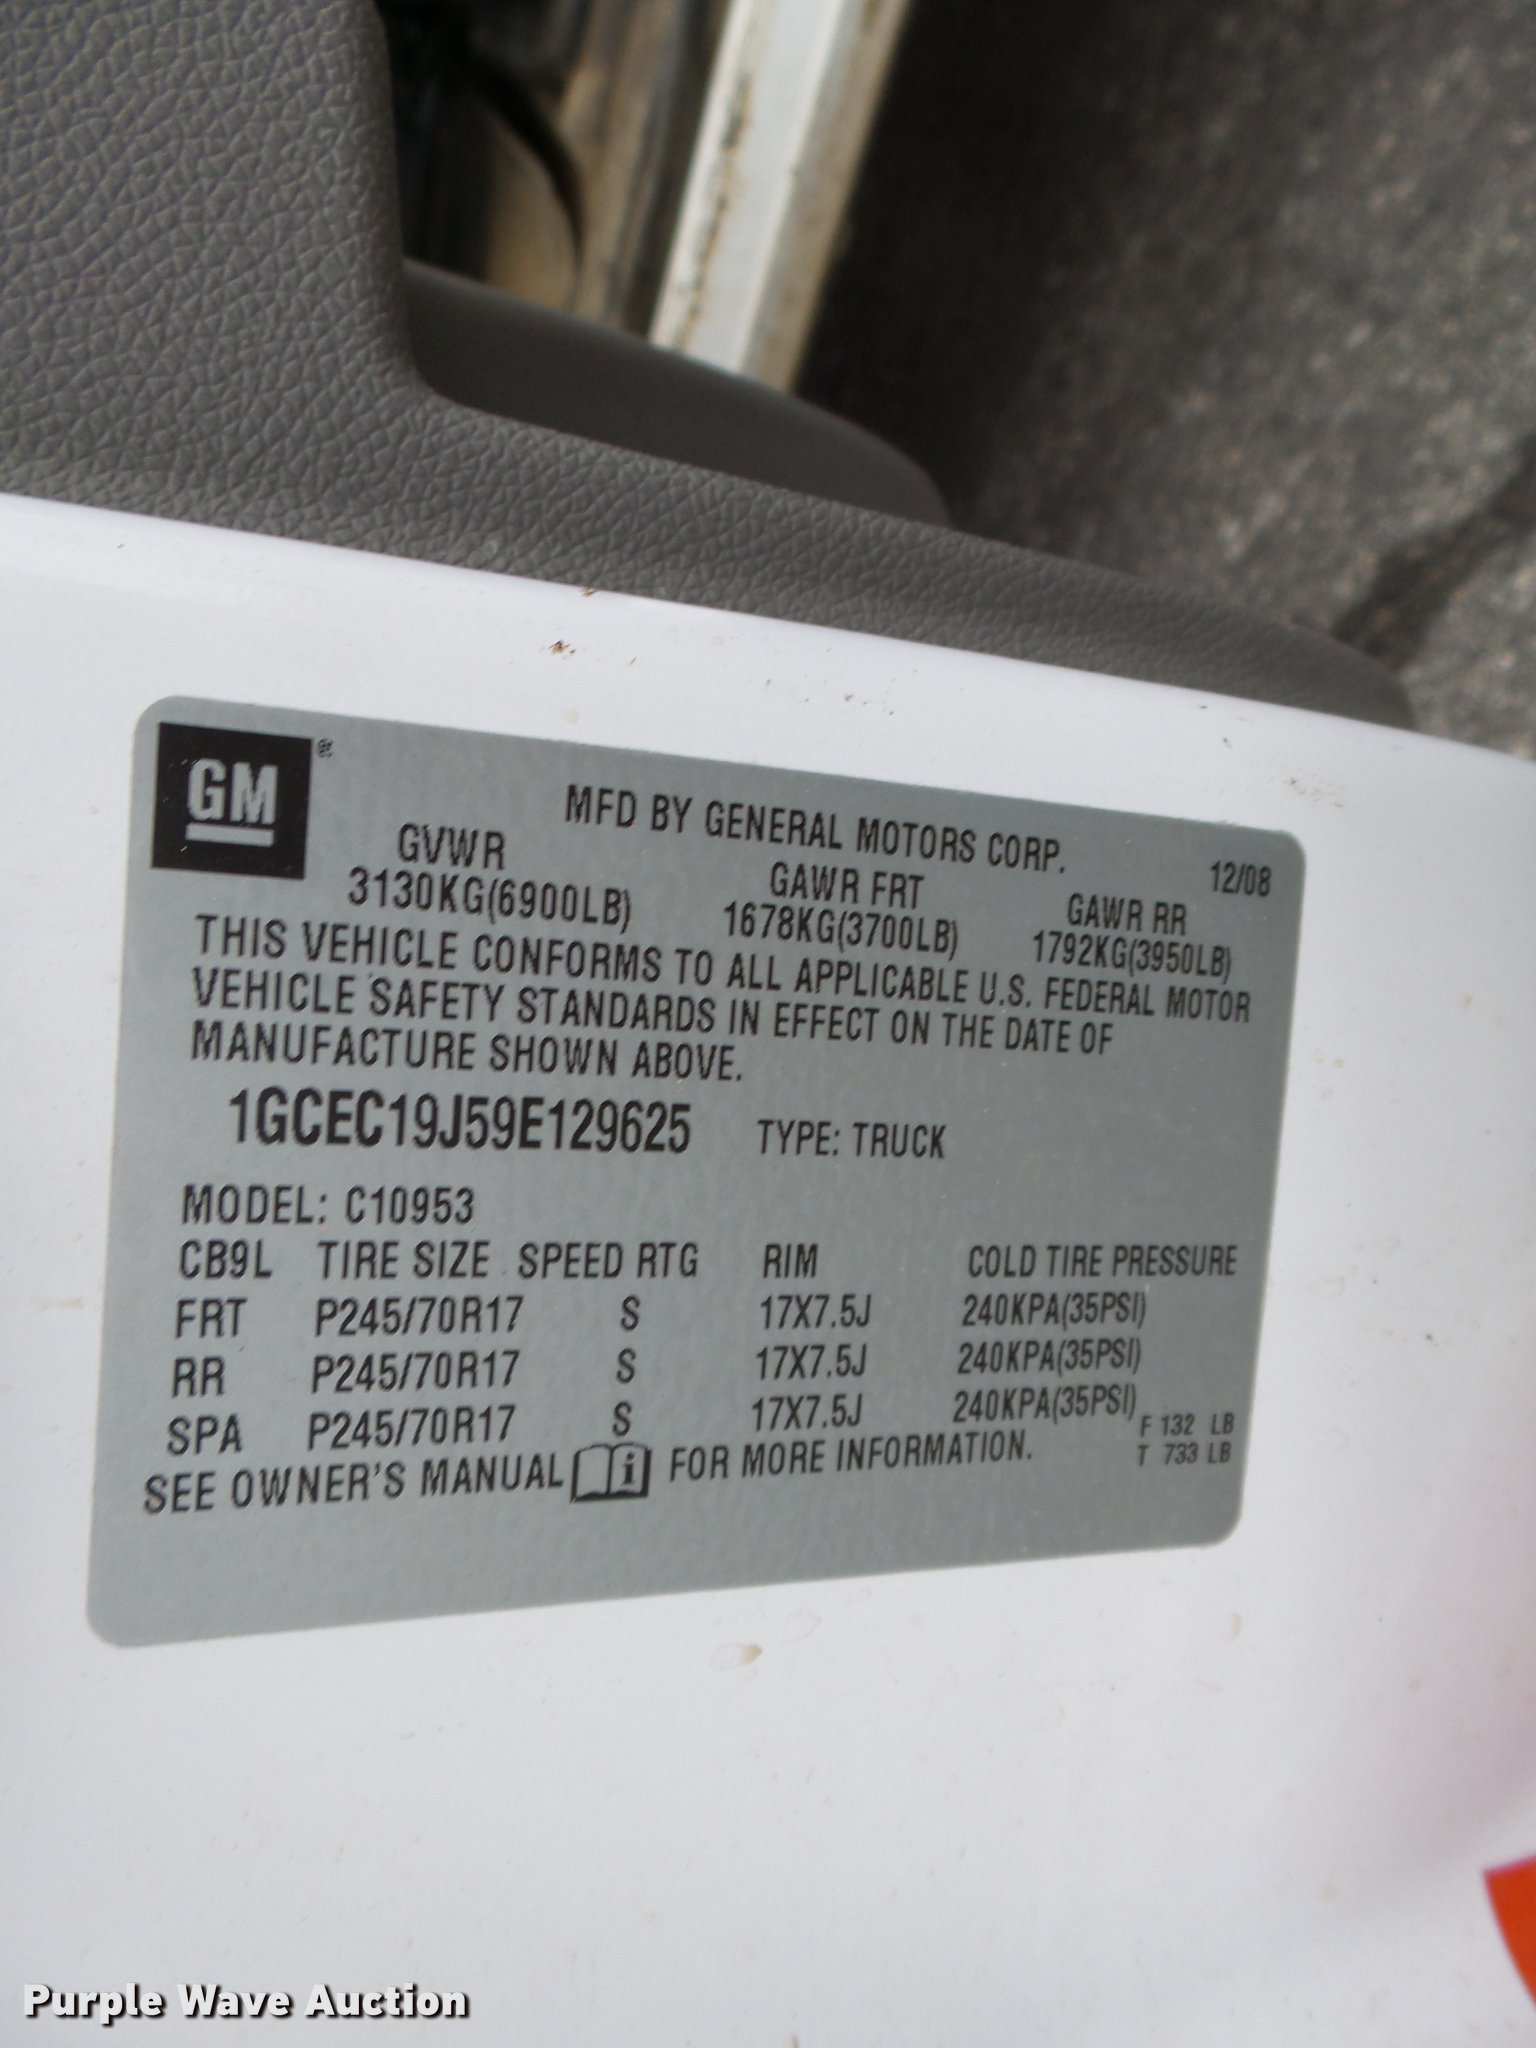 GM®
MFD BY GENERAL MOTORS CORP.
12/08
GVWR GAWR FRT GAWR RR
3130KG(6900LB) 1678KG(3700LB) 1792KG(3950LB)
THIS VEHICLE CONFORMS TO ALL APPLICABLE U.S. FEDERAL MOTOR
VEHICLE SAFETY STANDARDS IN EFFECT ON THE DATE OF
MANUFACTURE SHOWN ABOVE.
1GCEC19J59E129625 TYPE: TRUCK
MODEL: C10953
CB9L TIRE SIZE SPEED RTG RIM COLD TIRE PRESSURE
FRT P245/70R17 S 17X7.5J 240KPA(35PSI)
RR P245/70R17 S 17X7.5J 240KPA(35PSI)
SPA P245/70R17 S 17X7.5J 240KPA(35PSI)
F 132 LB
T 733 LB
SEE OWNER'S MANUAL i FOR MORE INFORMATION.
Purple Wave Auction